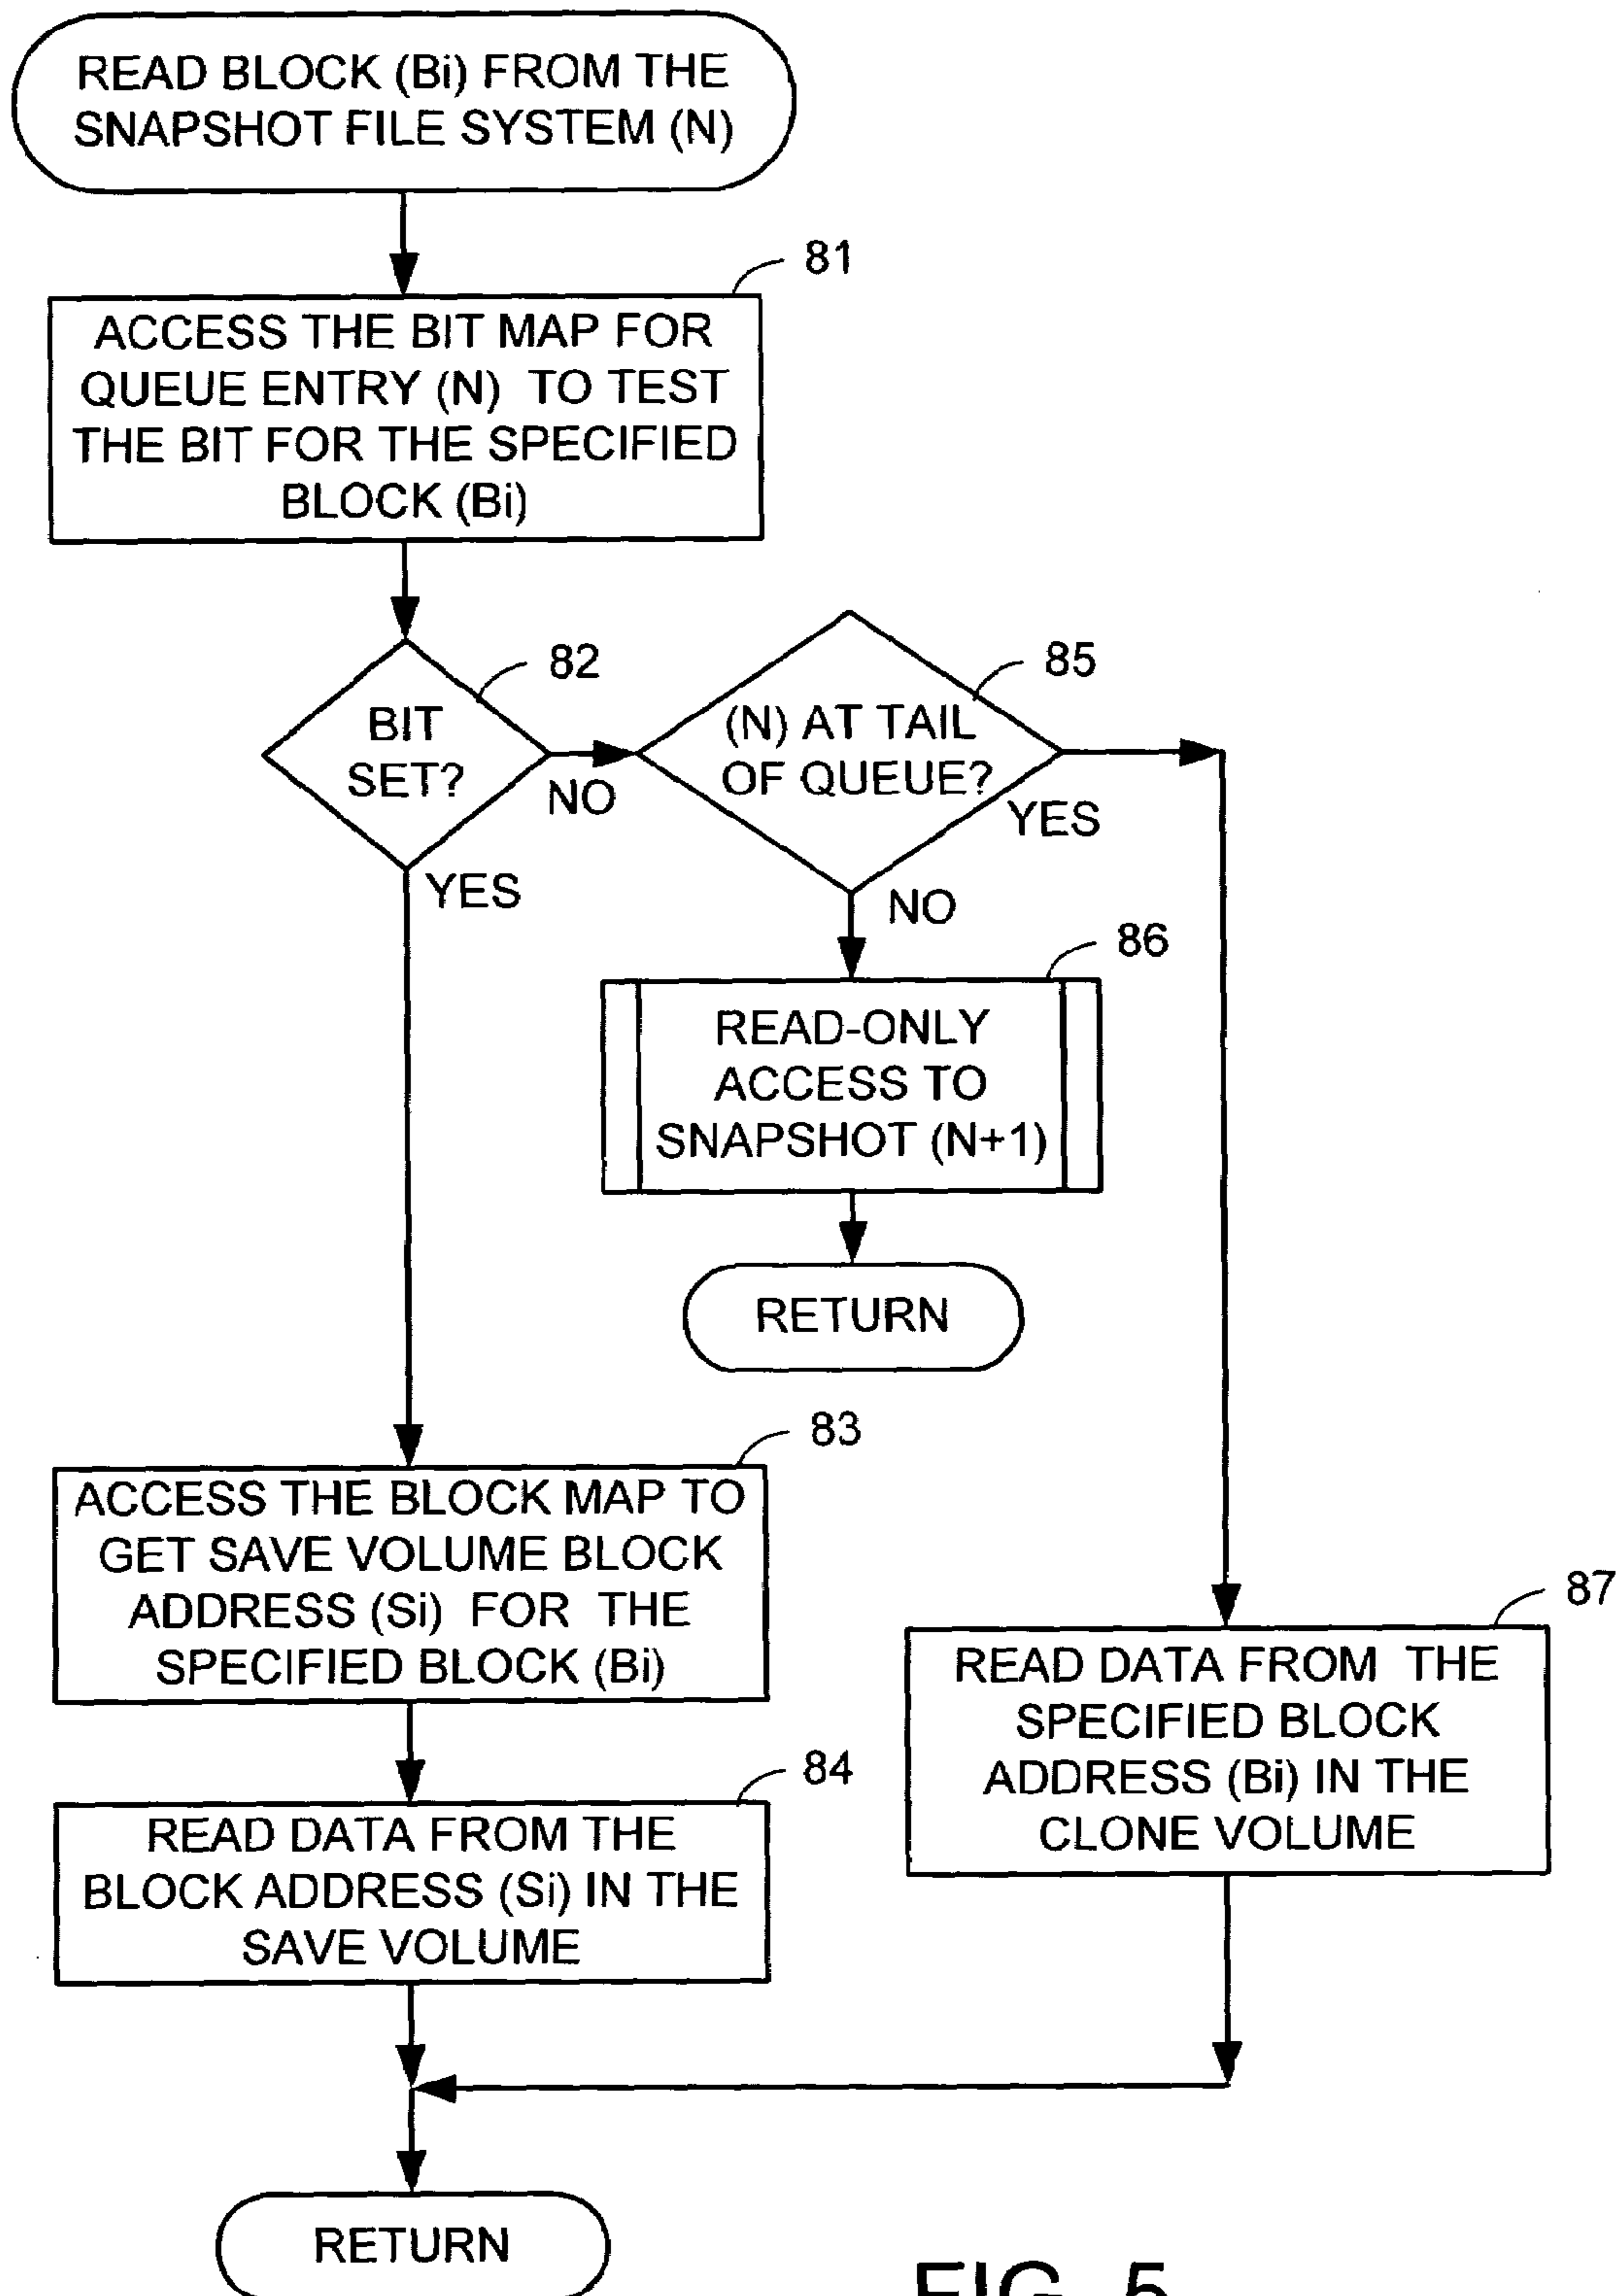 READ BLOCK (Bi) FROM THE
SNAPSHOT FILE SYSTEM (N)
81
ACCESS THE BIT MAP FOR
QUEUE ENTRY (N) TO TEST
THE BIT FOR THE SPECIFIED
BLOCK (Bi)
82
BIT
SET?
NO
YES
85
(N) AT TAIL
OF QUEUE?
YES
NO
86
READ-ONLY
ACCESS TO
SNAPSHOT (N+1)
RETURN
83
ACCESS THE BLOCK MAP TO
GET SAVE VOLUME BLOCK
ADDRESS (Si) FOR THE
SPECIFIED BLOCK (Bi)
84
READ DATA FROM THE
BLOCK ADDRESS (Si) IN THE
SAVE VOLUME
87
READ DATA FROM THE
SPECIFIED BLOCK
ADDRESS (Bi) IN THE
CLONE VOLUME
RETURN
FIG. 5